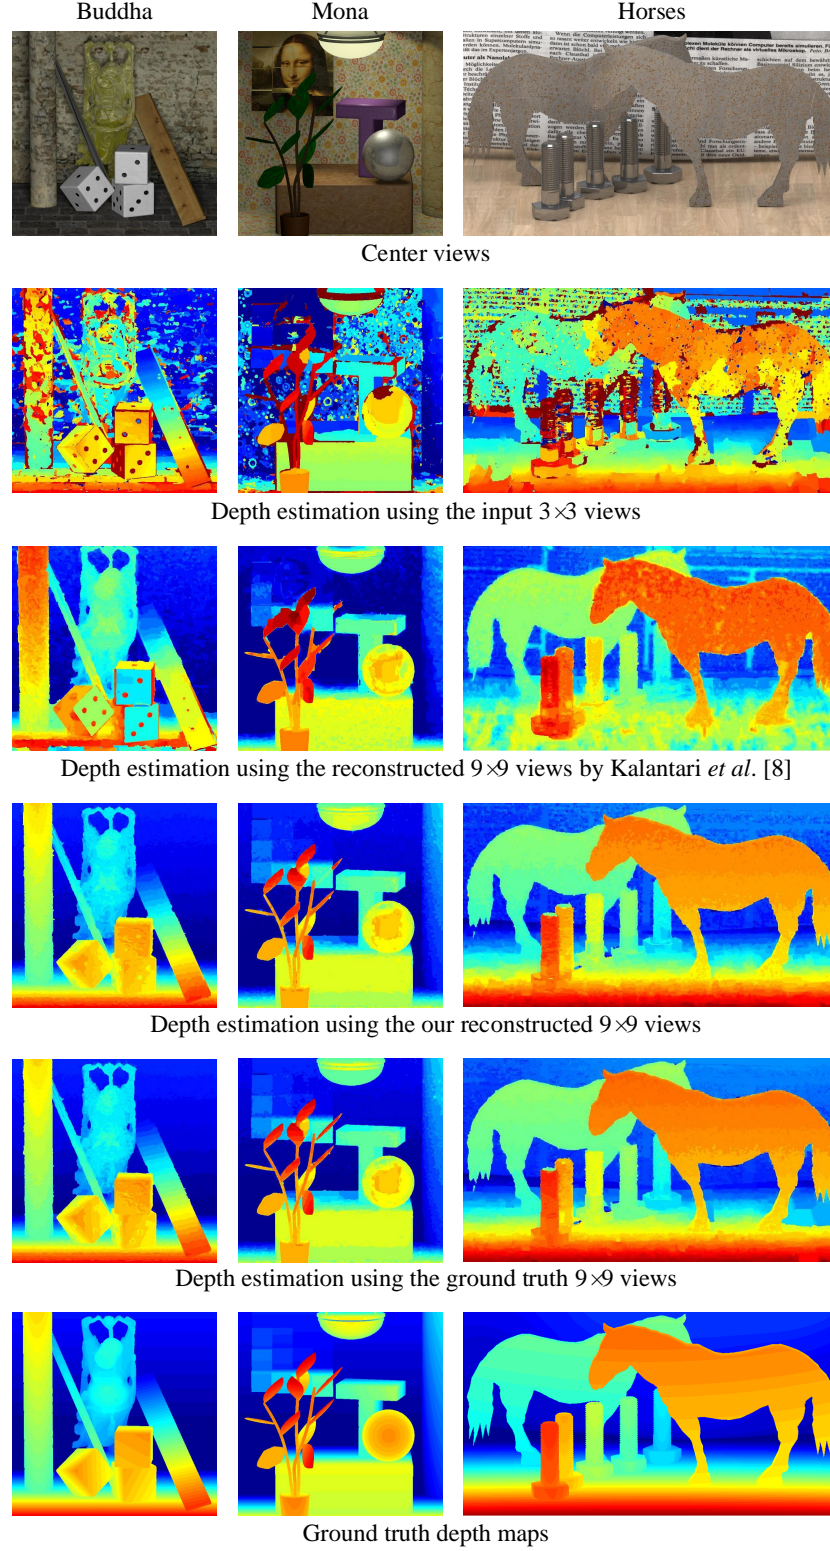 Buddha Mona Horses
Center views
Depth estimation using the input 3×3 views
Depth estimation using the reconstructed 9×9 views by Kalantari et al. [8]
Depth estimation using the our reconstructed 9×9 views
Depth estimation using the ground truth 9×9 views
Ground truth depth maps